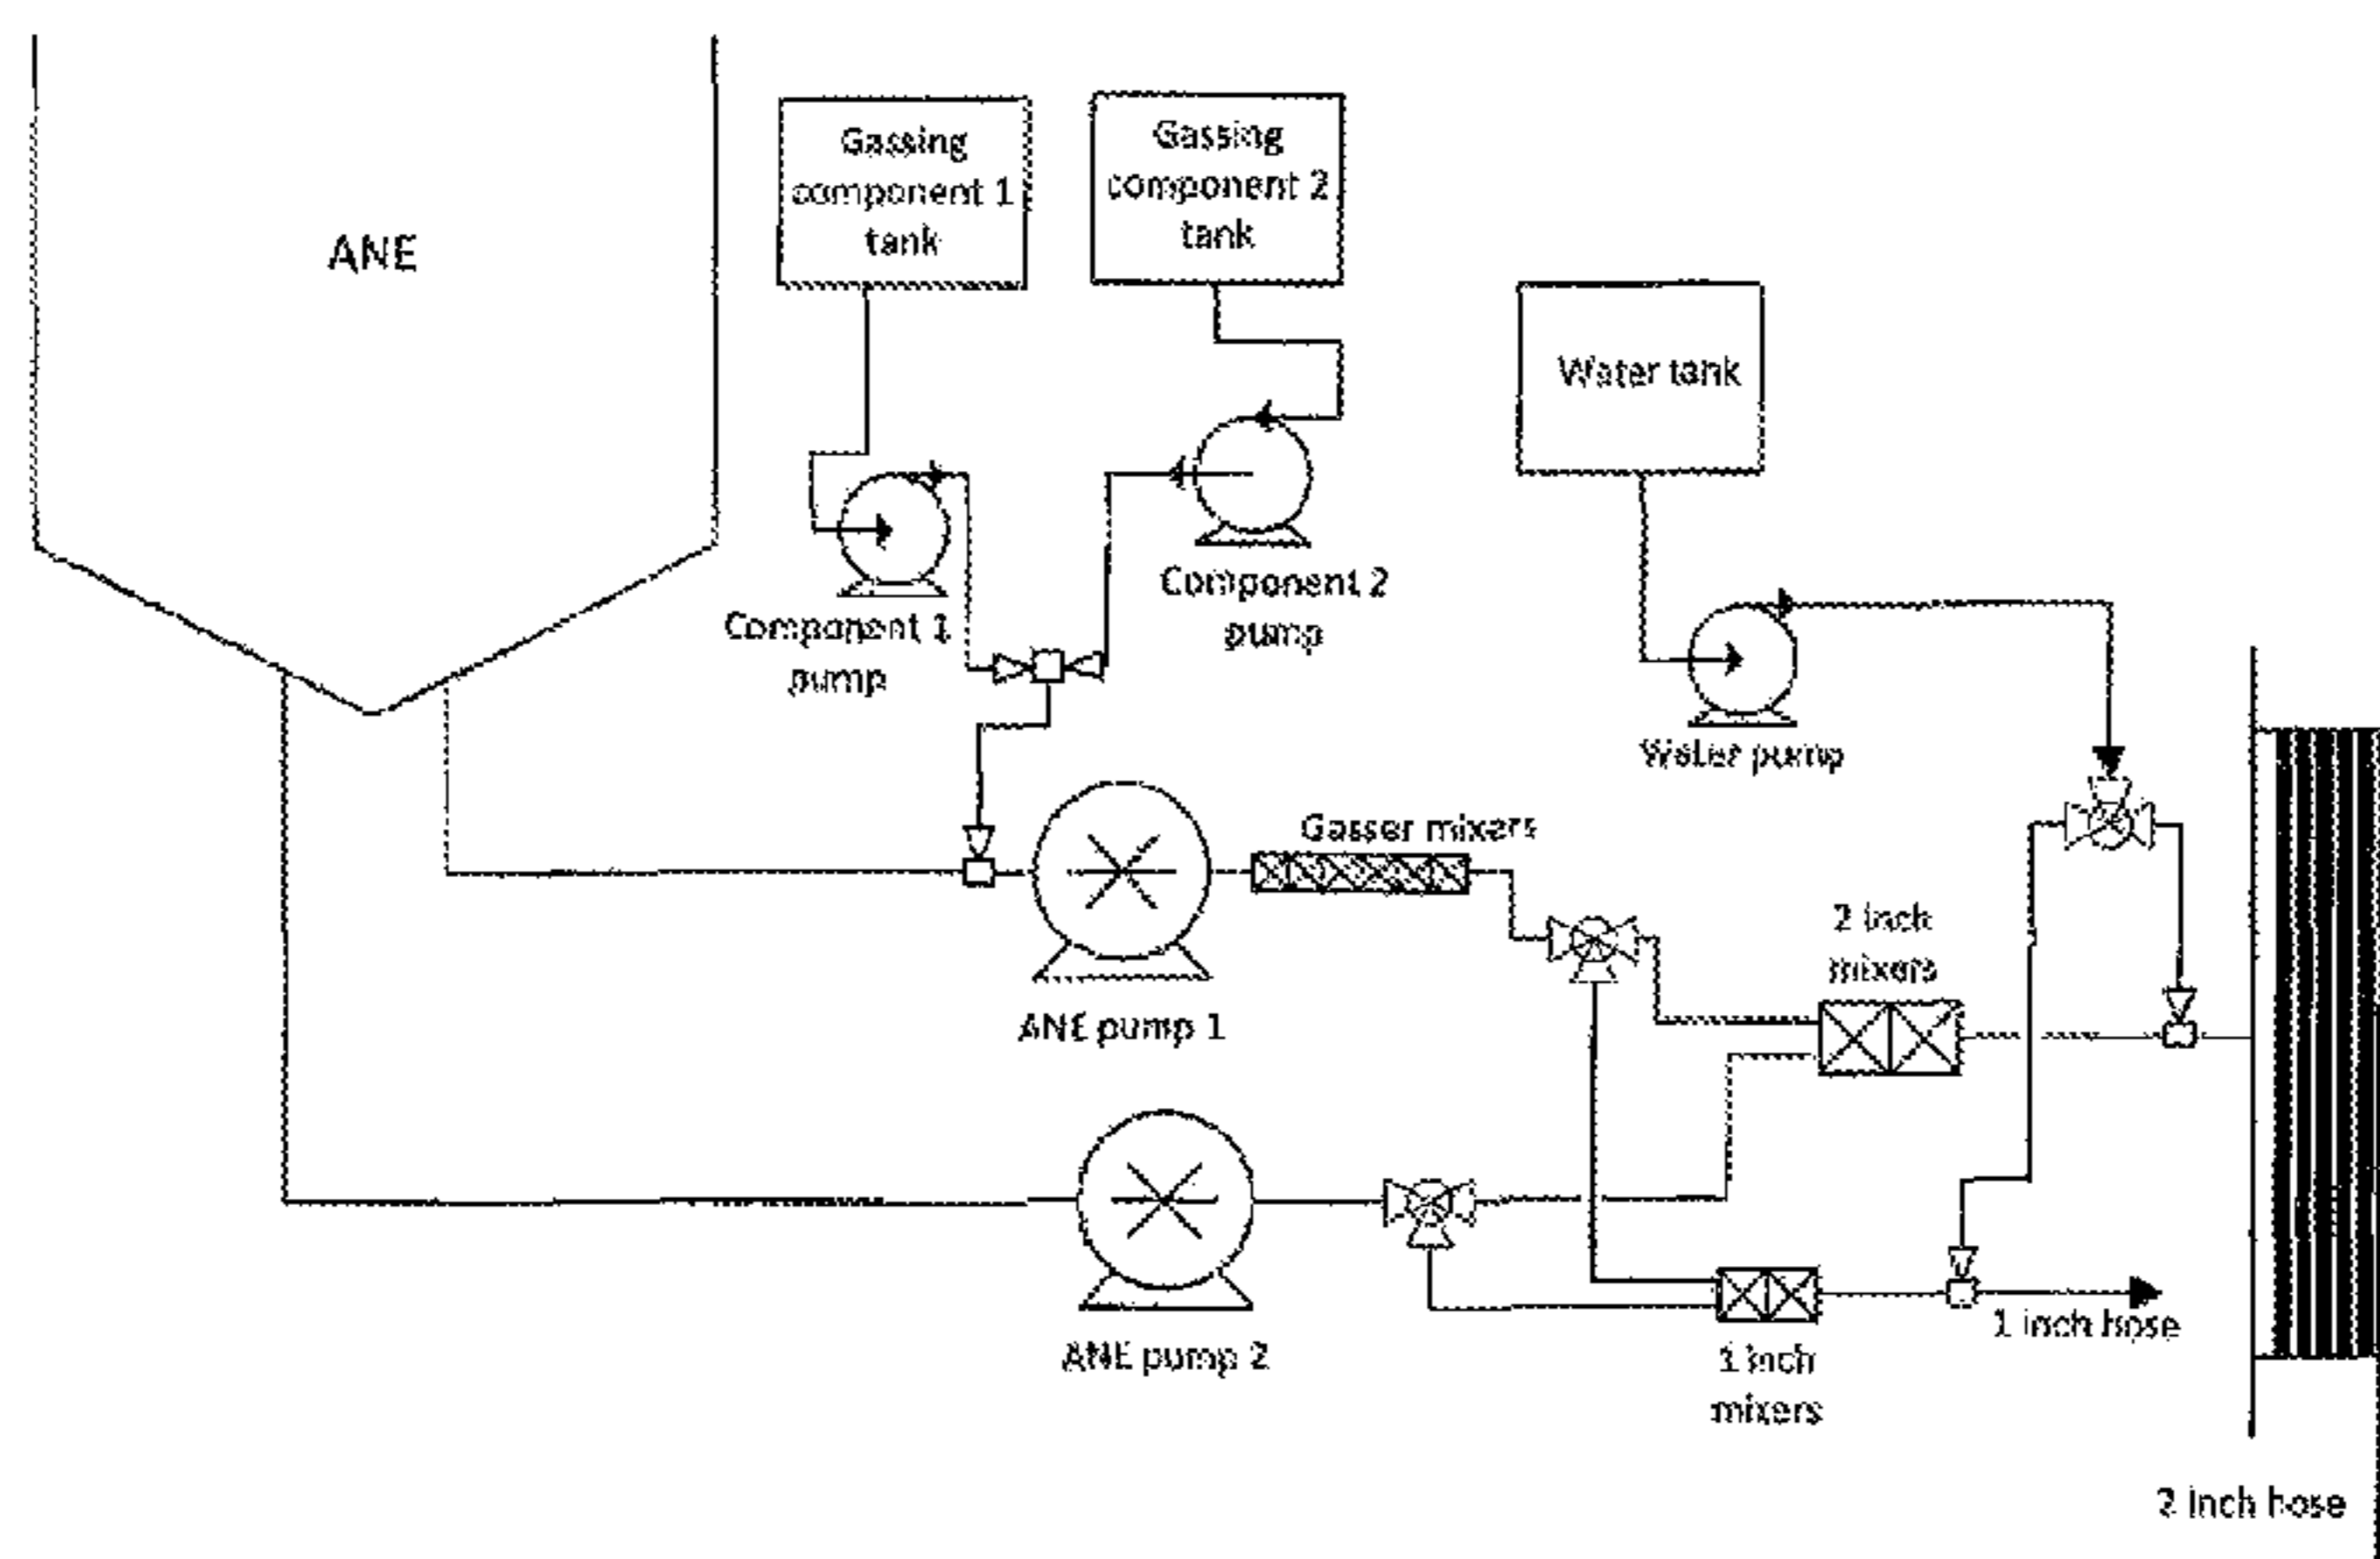 ANE
Gassing
component 1
tank
Gassing
component 2
tank
Water tank
Component 1
pump
Component 2
pump
Water pump
Gasser mixers
ANE pump 1
2 inch
mixers
ANE pump 2
1 inch
mixers
1 inch hose
2 inch hose